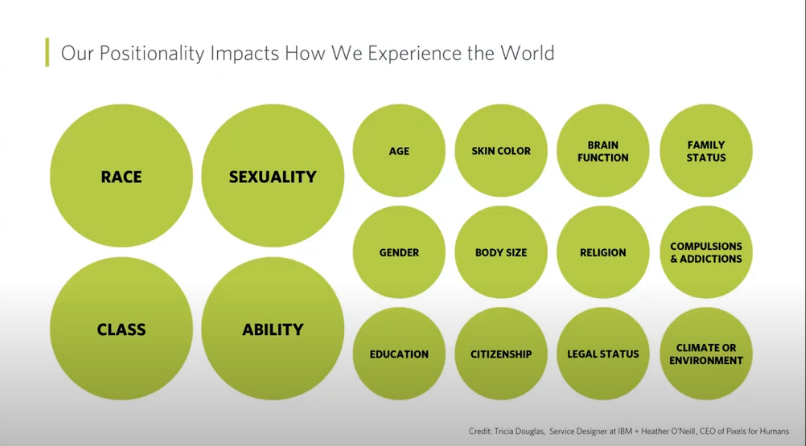 Our Positionality Impacts How We Experience the World
RACE
SEXUALITY
CLASS
ABILITY
AGE
SKIN COLOR
BRAIN
FUNCTION
FAMILY
STATUS
GENDER
BODY SIZE
RELIGION
COMPULSIONS
& ADDICTIONS
EDUCATION
CITIZENSHIP
LEGAL STATUS
CLIMATE OR
ENVIRONMENT
Credit: Tricia Douglas, Service Designer at IBM + Heather O'Neill, CEO of Pixels for Humans